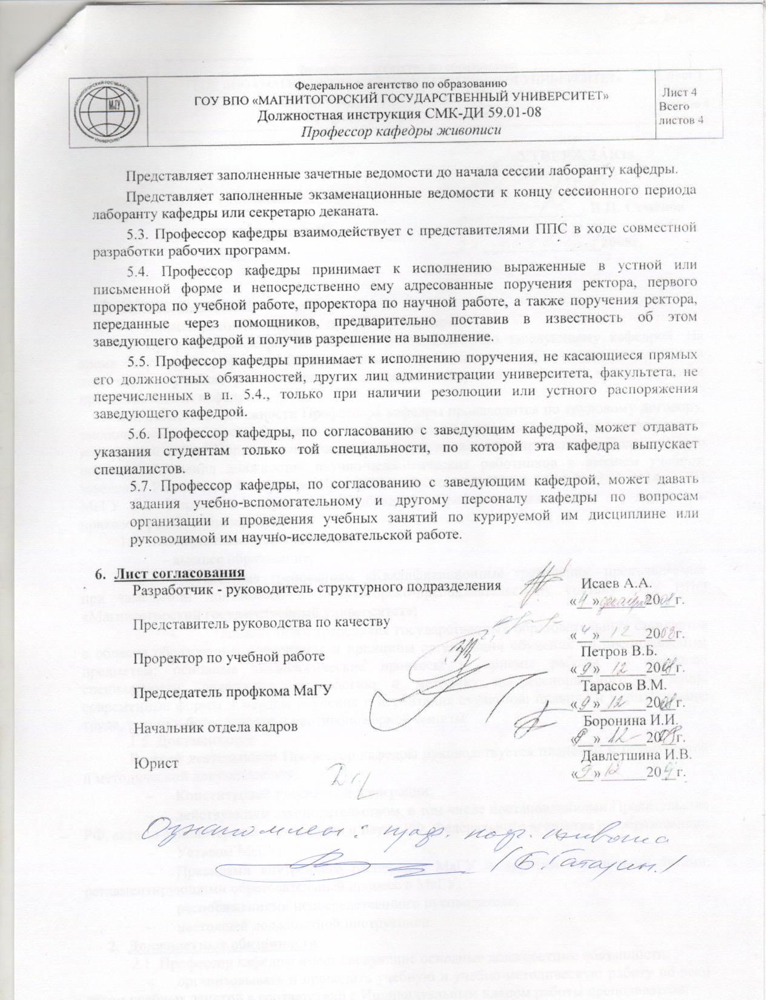 МАГНИТОГОРСКИЙ ГОСУДАРСТВЕННЫЙ
МаГУ
УНИВЕРСИТЕТ
Федеральное агентство по образованию
ГОУ ВПО «МАГНИТОГОРСКИЙ ГОСУДАРСТВЕННЫЙ УНИВЕРСИТЕТ»
Должностная инструкция СМК-ДИ 59.01-08
Профессор кафедры живописи
Лист 4
Всего
листов 4
Представляет заполненные зачетные ведомости до начала сессии лаборанту кафедры.
Представляет заполненные экзаменационные ведомости к концу сессионного периода
лаборанту кафедры или секретарю деканата.
5.3. Профессор кафедры взаимодействует с представителями ППС в ходе совместной
разработки рабочих программ.
5.4. Профессор кафедры принимает к исполнению выраженные в устной или
письменной форме и непосредственно ему адресованные поручения ректора, первого
проректора по учебной работе, проректора по научной работе, а также поручения ректора,
переданные через помощников, предварительно поставив в известность об этом
заведующего кафедрой и получив разрешение на выполнение.
5.5. Профессор кафедры принимает к исполнению поручения, не касающиеся прямых
его должностных обязанностей, других лиц администрации университета, факультета, не
перечисленных в п. 5.4., только при наличии резолюции или устного распоряжения
заведующего кафедрой.
5.6. Профессор кафедры, по согласованию с заведующим кафедрой, может отдавать
указания студентам только той специальности, по которой эта кафедра выпускает
специалистов.
5.7. Профессор кафедры, по согласованию с заведующим кафедрой, может давать
задания учебно-вспомогательному и другому персоналу кафедры по вопросам
организации и проведения учебных занятий по курируемой им дисциплине или
руководимой им научно-исследовательской работе.
6. Лист согласования
Разработчик - руководитель структурного подразделения Исаев А.А.
«4» декабря 2008 г.
Представитель руководства по качеству
«4» 12 2008 г.
Проректор по учебной работе Петров В.Б.
«9» 12 2008 г.
Председатель профкома МаГУ Тарасов В.М.
«9» 12 2008 г.
Начальник отдела кадров Боронина И.И.
«8» 12 2008 г.
Юрист Давлетшина И.В.
«9» 12 20 г.
Ознакомлен: проф. каф.